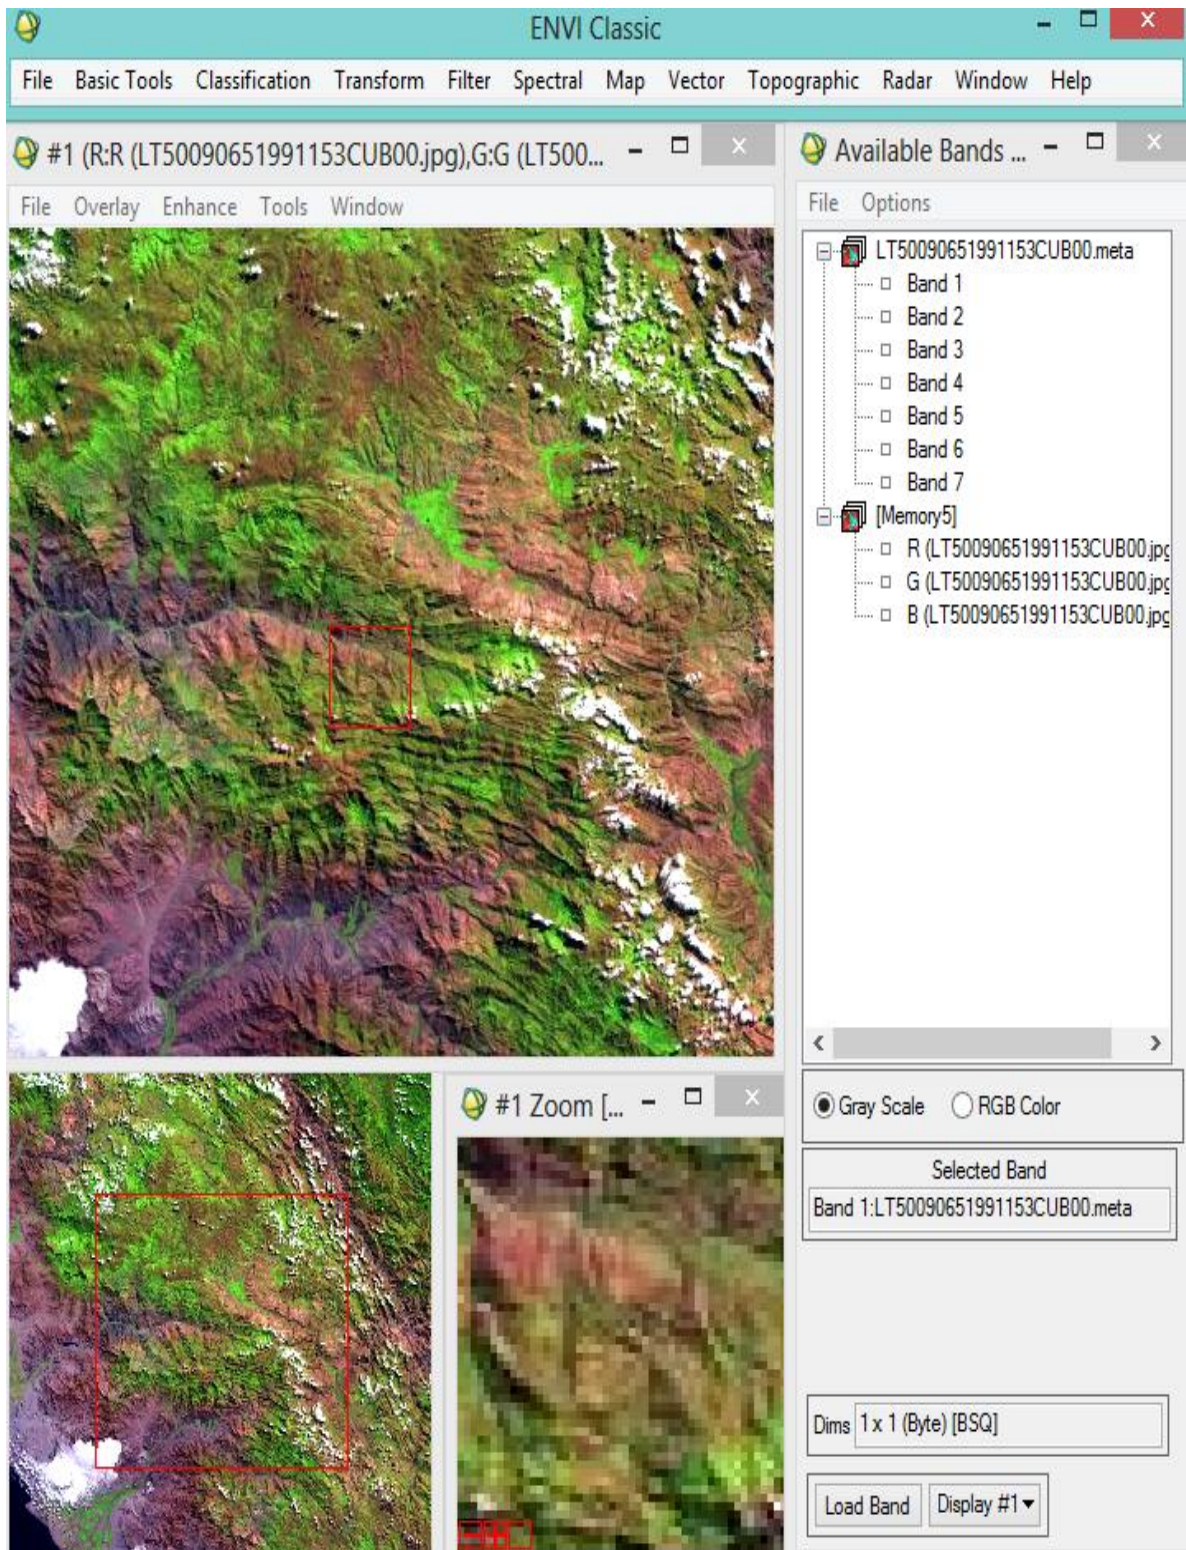 ENVI Classic
File Basic Tools Classification Transform Filter Spectral Map Vector Topographic Radar Window Help
#1 (R:R (LT50090651991153CUB00.jpg),G:G (LT500...
File Overlay Enhance Tools Window
Available Bands ...
File Options
LT50090651991153CUB00.meta
Band 1
Band 2
Band 3
Band 4
Band 5
Band 6
Band 7
[Memory5]
R (LT50090651991153CUB00.jpg
G (LT50090651991153CUB00.jpg
B (LT50090651991153CUB00.jpg
Gray Scale RGB Color
Selected Band
Band 1:LT50090651991153CUB00.meta
Dims 1 x 1 (Byte) [BSQ]
Load Band Display #1
#1 Zoom [...